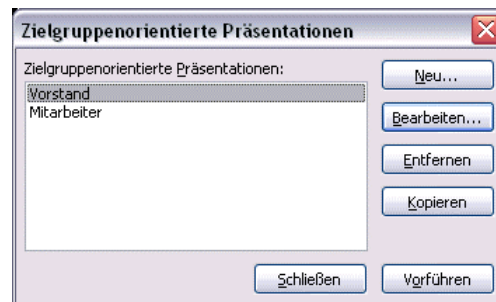 Zielgruppenorientierte Präsentationen
Zielgruppenorientierte Präsentationen:
Vorstand
Mitarbeiter
Neu...
Bearbeiten...
Entfernen
Kopieren
Schließen
Vorführen